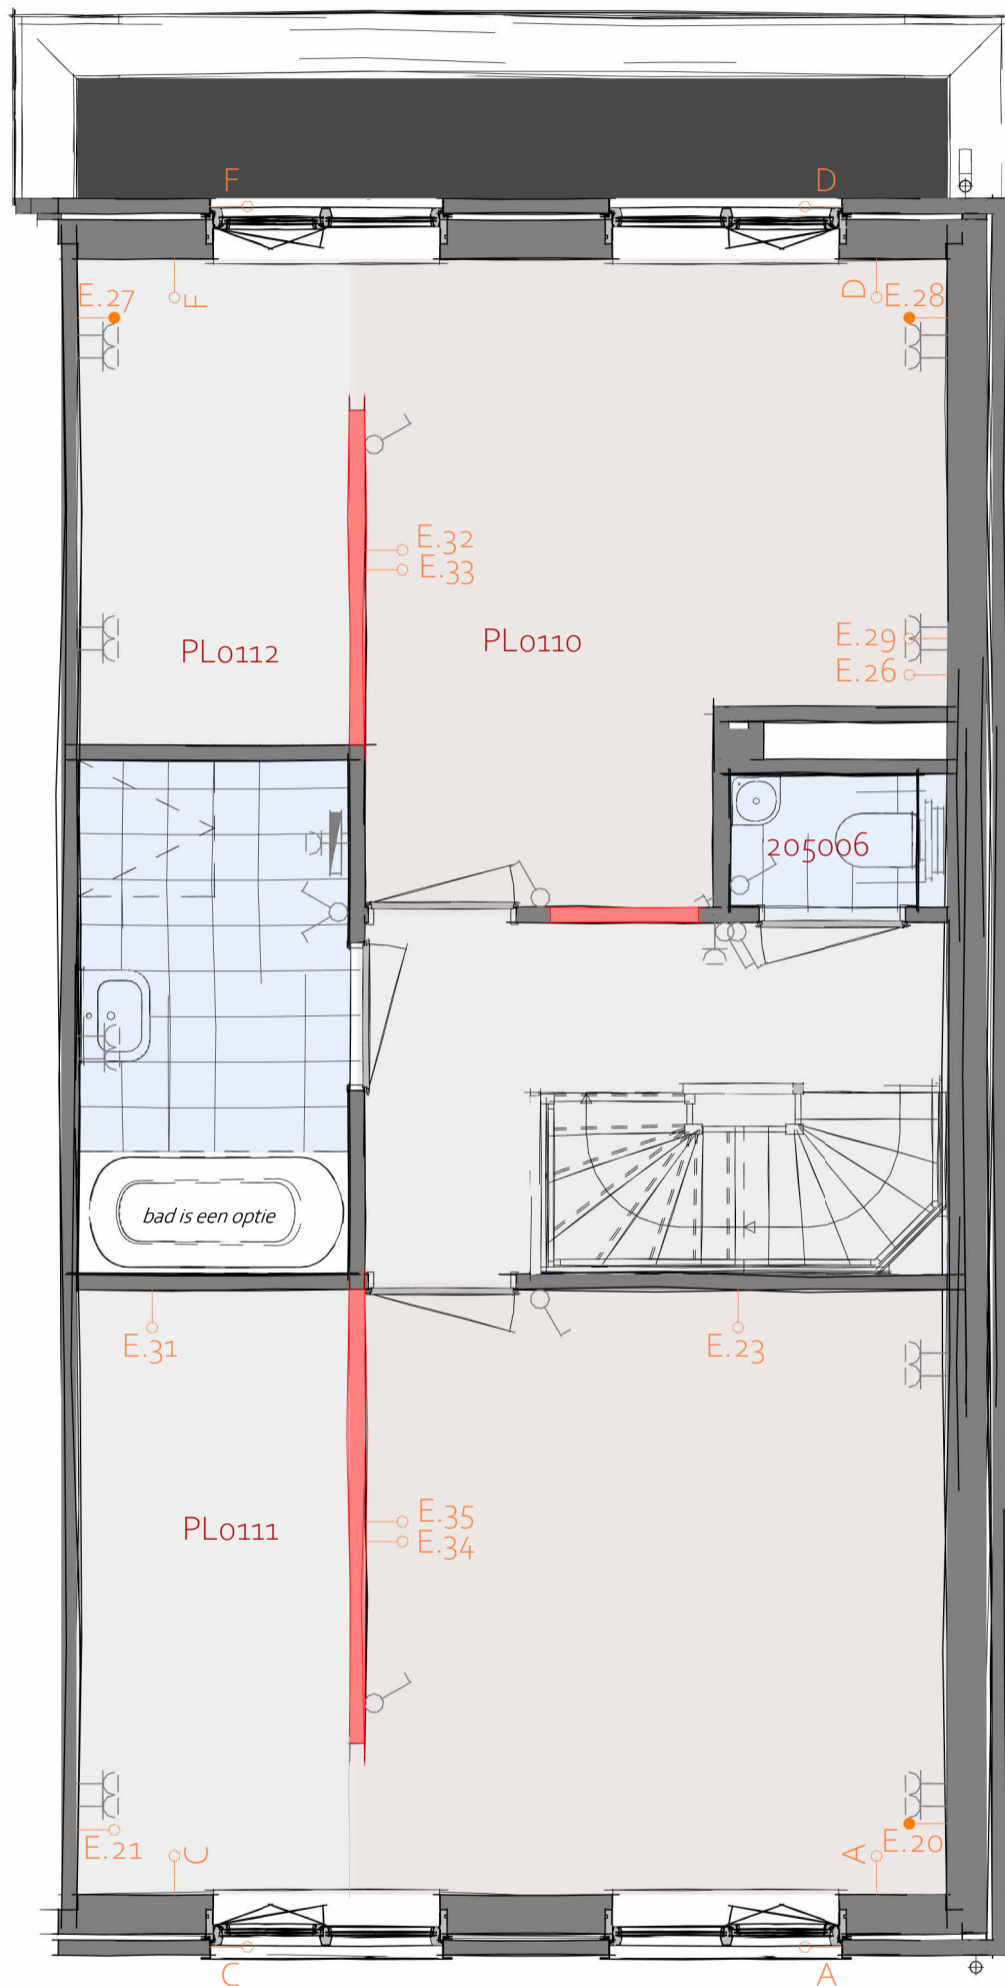 F
D
F
D
E.27
E.28
E.32
E.33
PL0112
PL0110
E.29
E.26
205006
bad is een optie
E.31
E.23
PL0111
E.35
E.34
E.21
C
A
E.20
C
A